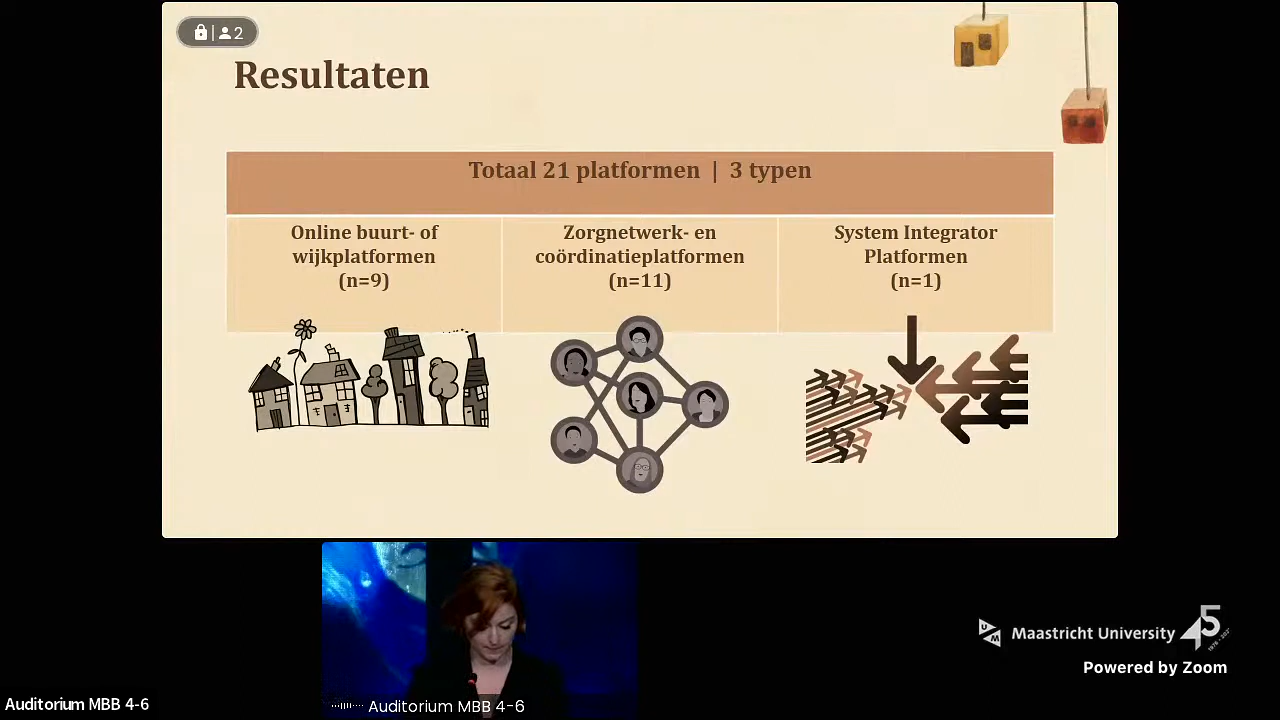 2
Resultaten
Totaal 21 platformen | 3 typen
Online buurt- of
wijkplatformen
(n=9)
Zorgnetwerk- en
coördinatieplatformen
(n=11)
System Integrator
Platformen
(n=1)
Maastricht University
45
Powered by Zoom
Auditorium MBB 4-6
Auditorium MBB 4-6